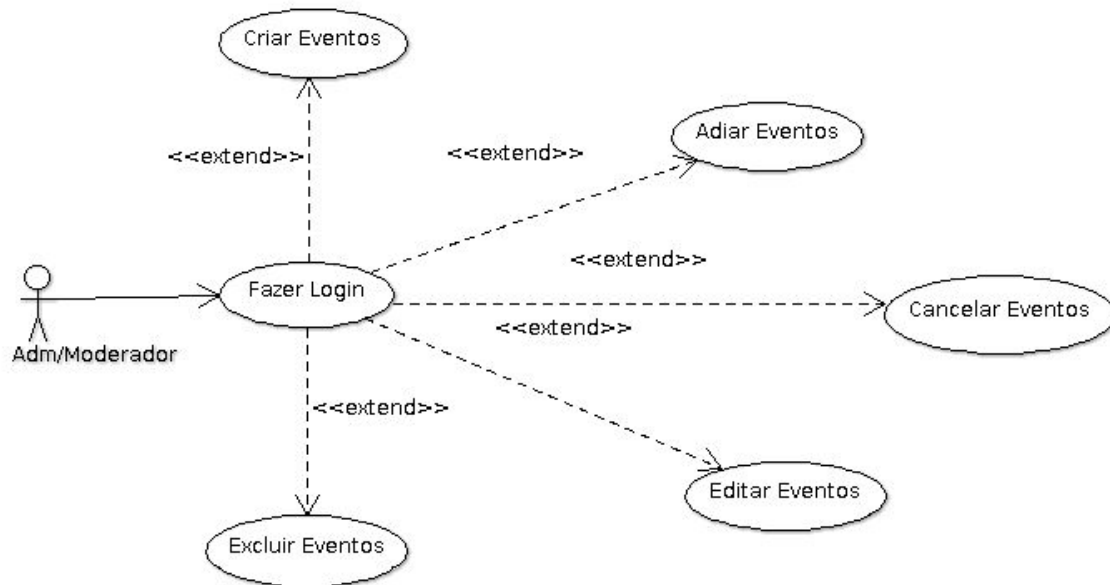 Criar Eventos
Adiar Eventos
<<extend>>
<<extend>>
<<extend>>
Fazer Login
Cancelar Eventos
<<extend>>
Adm/Moderador
<<extend>>
Editar Eventos
Excluir Eventos